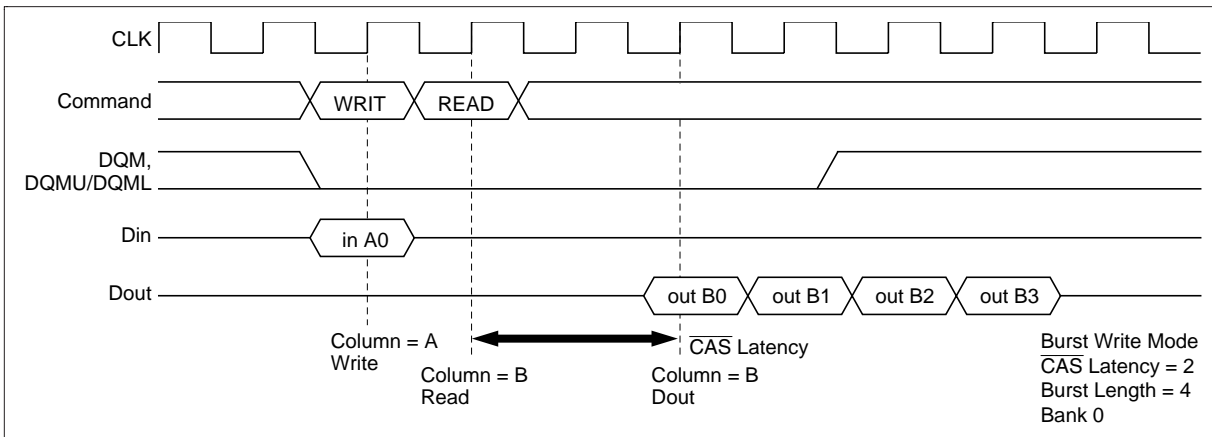 CLK
Command
WRIT
READ
DQM,
DQMU/DQML
Din
in A0
Dout
out B0
out B1
out B2
out B3
Column = A
Write
Column = B
Read
CAS Latency
Column = B
Dout
Burst Write Mode
CAS Latency = 2
Burst Length = 4
Bank 0